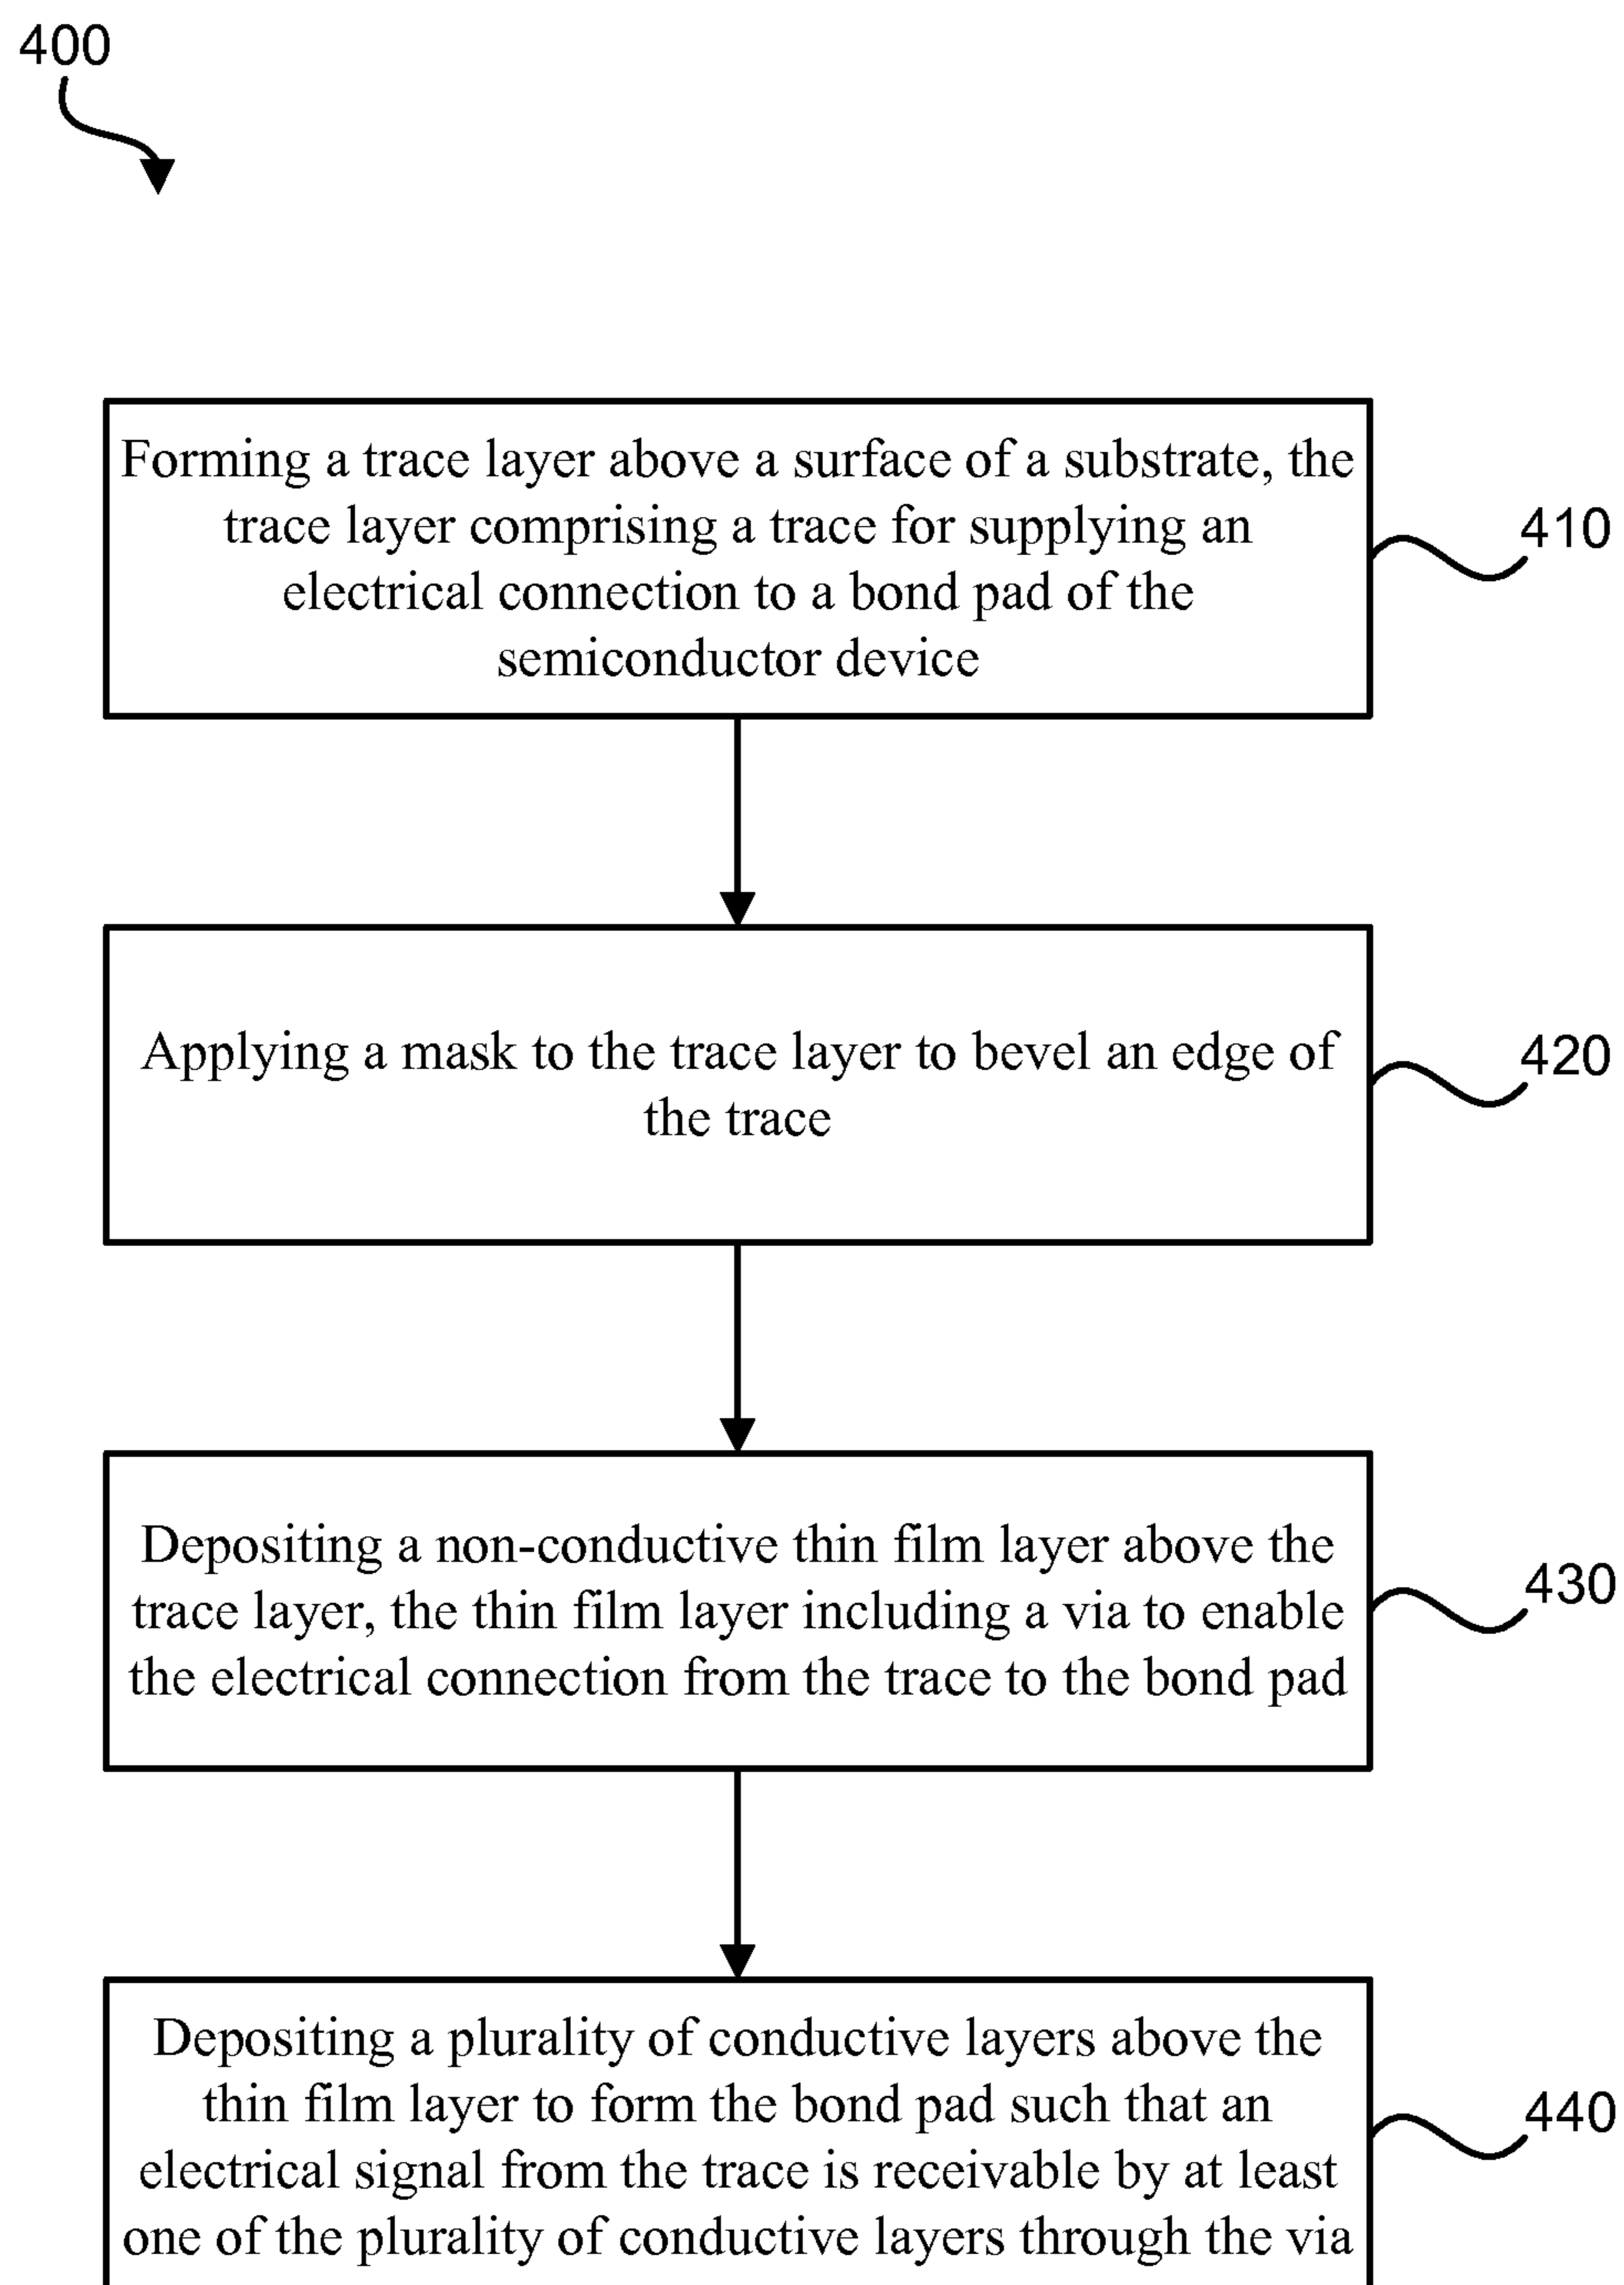 400
Forming a trace layer above a surface of a substrate, the
trace layer comprising a trace for supplying an
electrical connection to a bond pad of the
semiconductor device
410
Applying a mask to the trace layer to bevel an edge of
the trace
420
Depositing a non-conductive thin film layer above the
trace layer, the thin film layer including a via to enable
the electrical connection from the trace to the bond pad
430
Depositing a plurality of conductive layers above the
thin film layer to form the bond pad such that an
electrical signal from the trace is receivable by at least
one of the plurality of conductive layers through the via
440